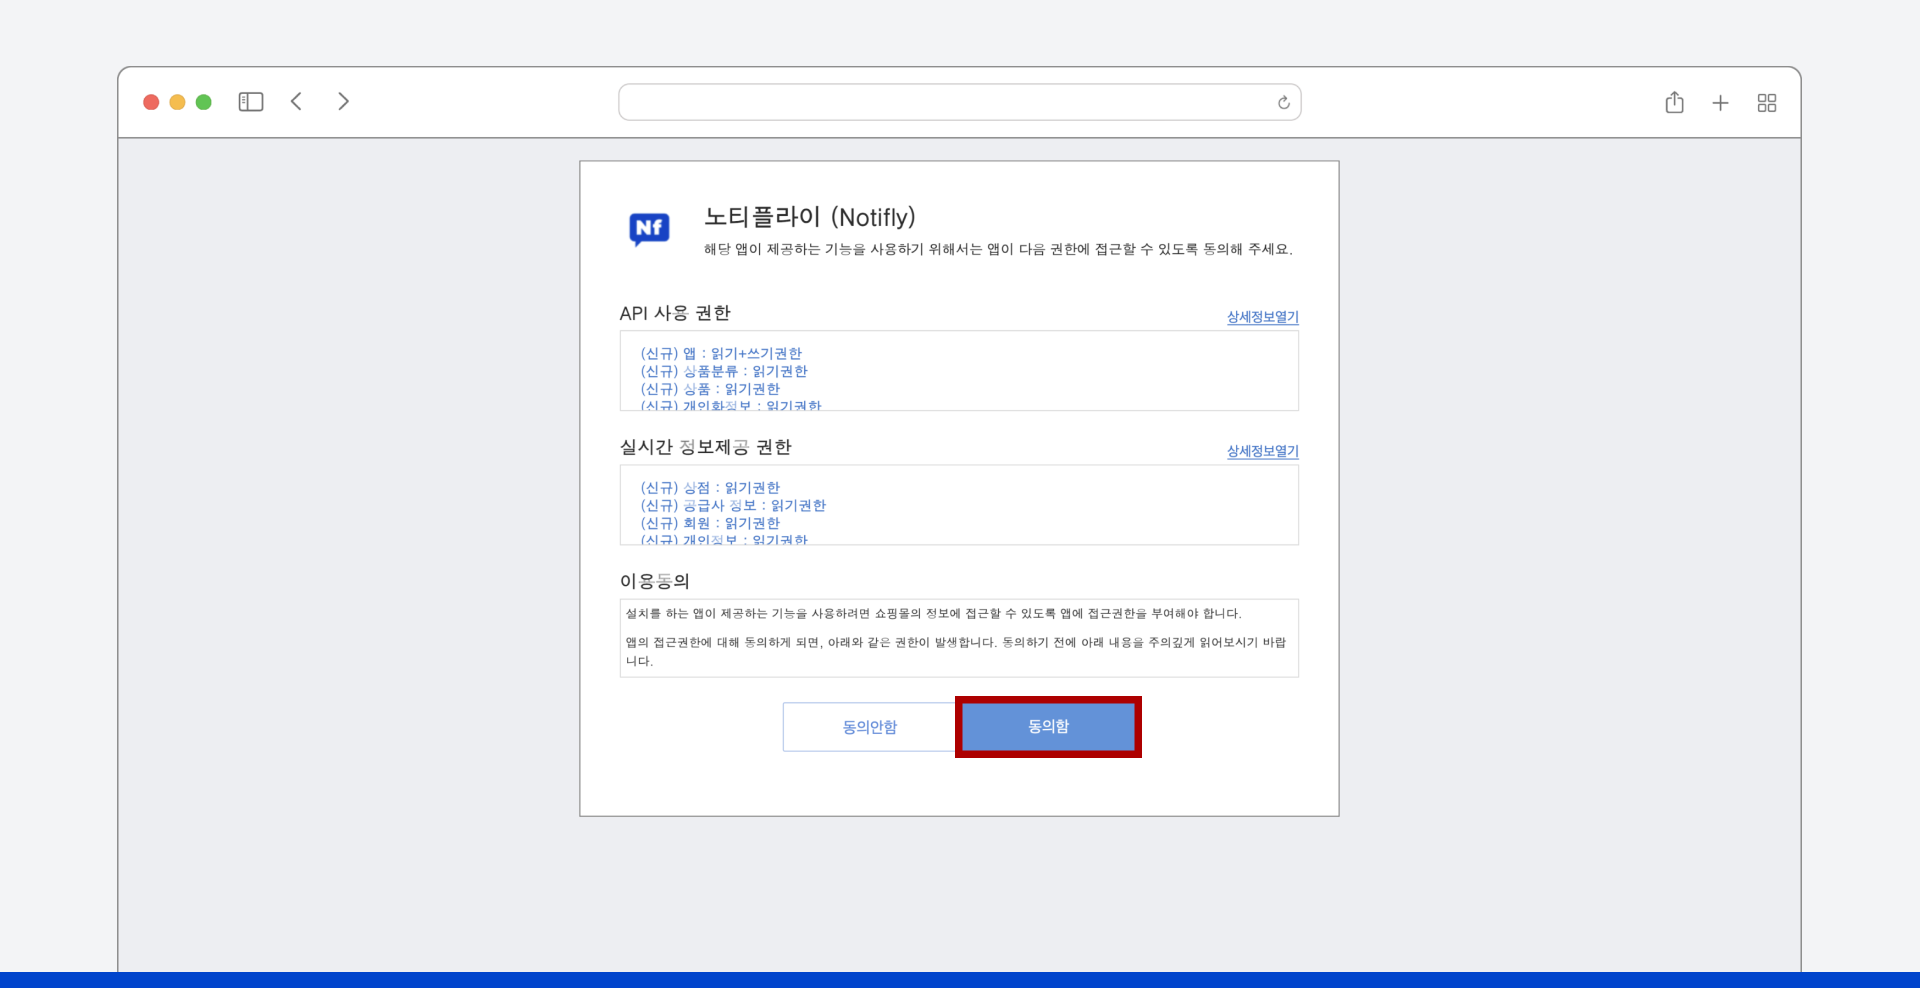 Nf
노티플라이 (Notifly)
해당 앱이 제공하는 기능을 사용하기 위해서는 앱이 다음 권한에 접근할 수 있도록 동의해 주세요.
API 사용 권한
상세정보열기
(신규) 앱 : 읽기+쓰기권한
(신규) 상품분류 : 읽기권한
(신규) 상품 : 읽기권한
(신규) 개인화정보 : 읽기권한
실시간 정보제공 권한
상세정보열기
(신규) 상점 : 읽기권한
(신규) 공급사 정보 : 읽기권한
(신규) 회원 : 읽기권한
(신규) 개인정보 : 읽기권한
이용동의
설치를 하는 앱이 제공하는 기능을 사용하려면 쇼핑몰의 정보에 접근할 수 있도록 앱에 접근권한을 부여해야 합니다.
앱의 접근권한에 대해 동의하게 되면, 아래와 같은 권한이 발생합니다. 동의하기 전에 아래 내용을 주의깊게 읽어보시기 바랍
니다.
동의안함
동의함